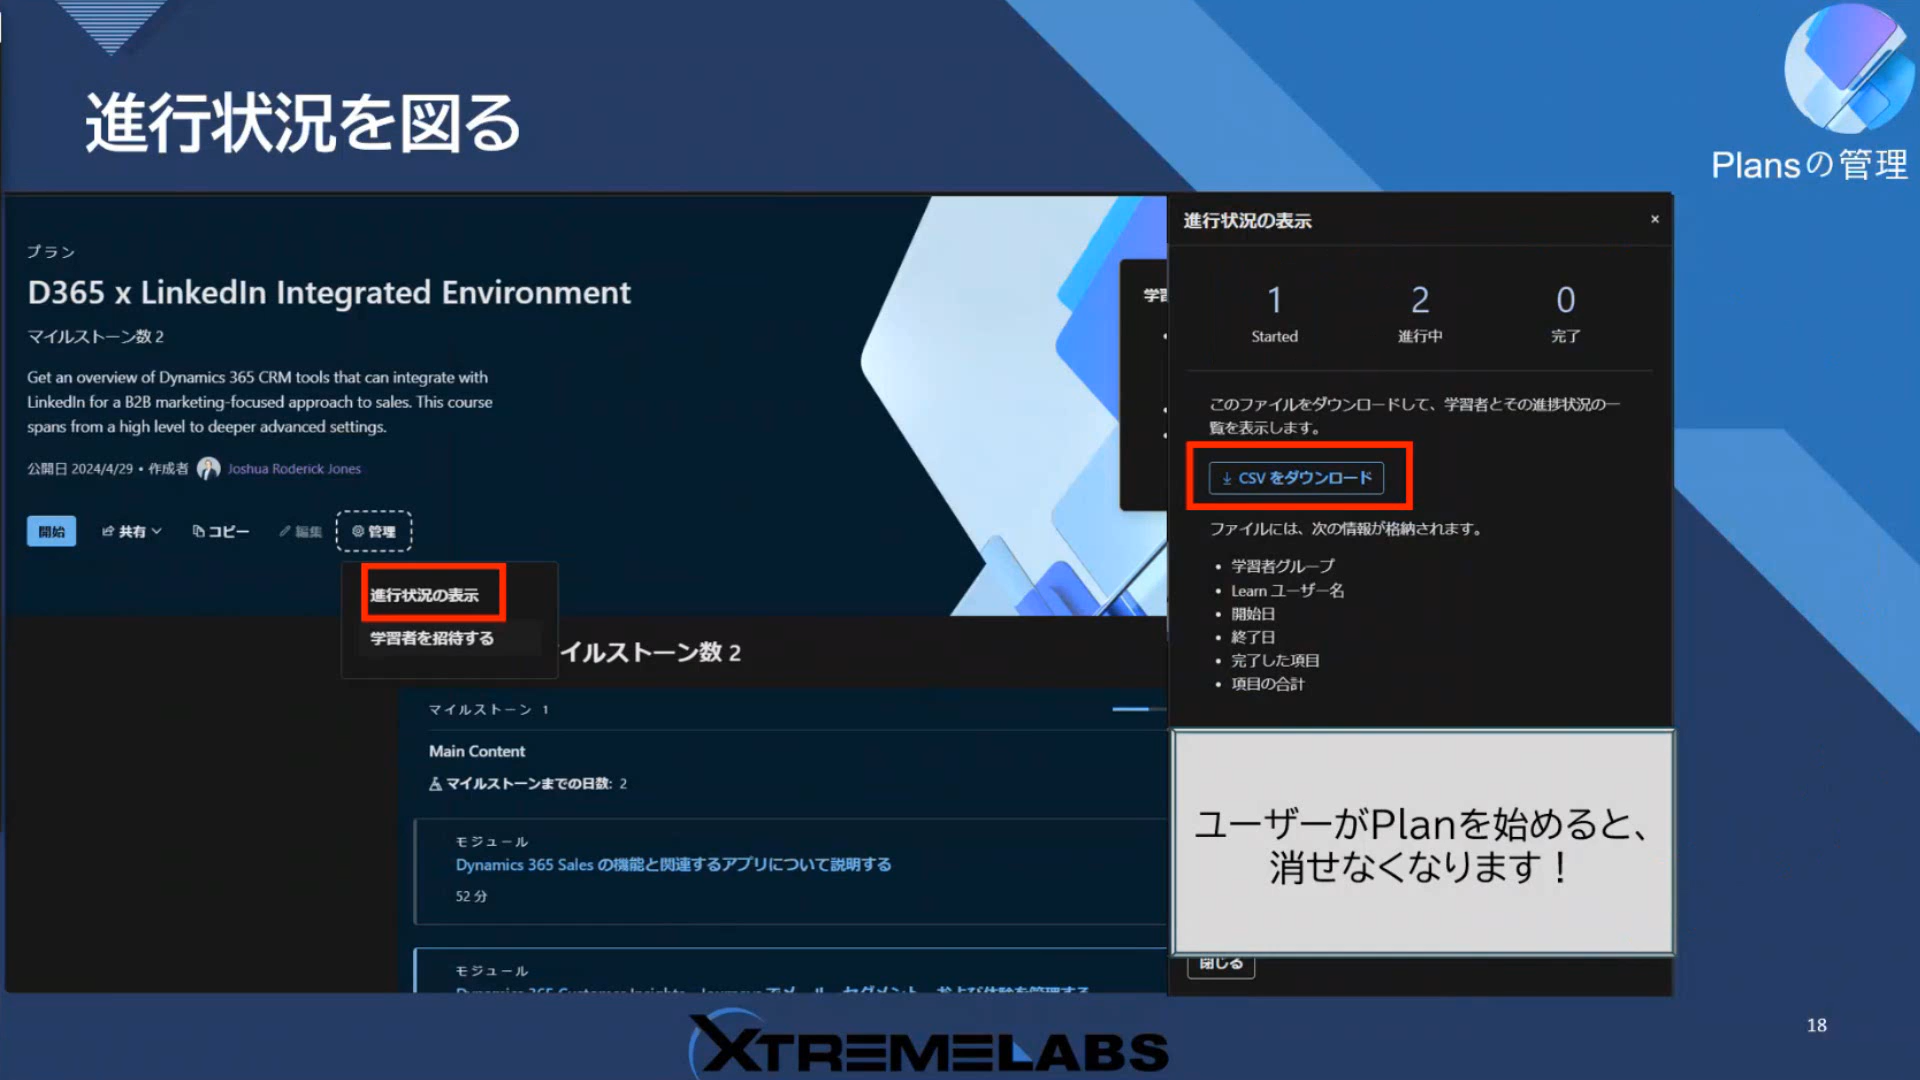 進行状況を図る
Plansの管理
プラン
D365 x LinkedIn Integrated Environment
マイルストーン数 2
Get an overview of Dynamics 365 CRM tools that can integrate with
LinkedIn for a B2B marketing-focused approach to sales. This course
spans from a high level to deeper advanced settings.
公開日 2024/4/29 • 作成者 Joshua Roderick Jones
開始 共有 コピー 編集 管理
進行状況の表示
学習者を招待する
イルストーン数 2
マイルストーン 1
Main Content
マイルストーンまでの日数: 2
モジュール
Dynamics 365 Sales の機能と関連するアプリについて説明する
52 分
モジュール
学習
進行状況の表示
×
1 2 0
Started 進行中 完了
このファイルをダウンロードして、学習者とその進捗状況の一
覧を表示します。
CSV をダウンロード
ファイルには、次の情報が格納されます。
• 学習者グループ
• Learn ユーザー名
• 開始日
• 終了日
• 完了した項目
• 項目の合計
ユーザーがPlanを始めると、
消せなくなります！
閉じる
XTREMELABS
18